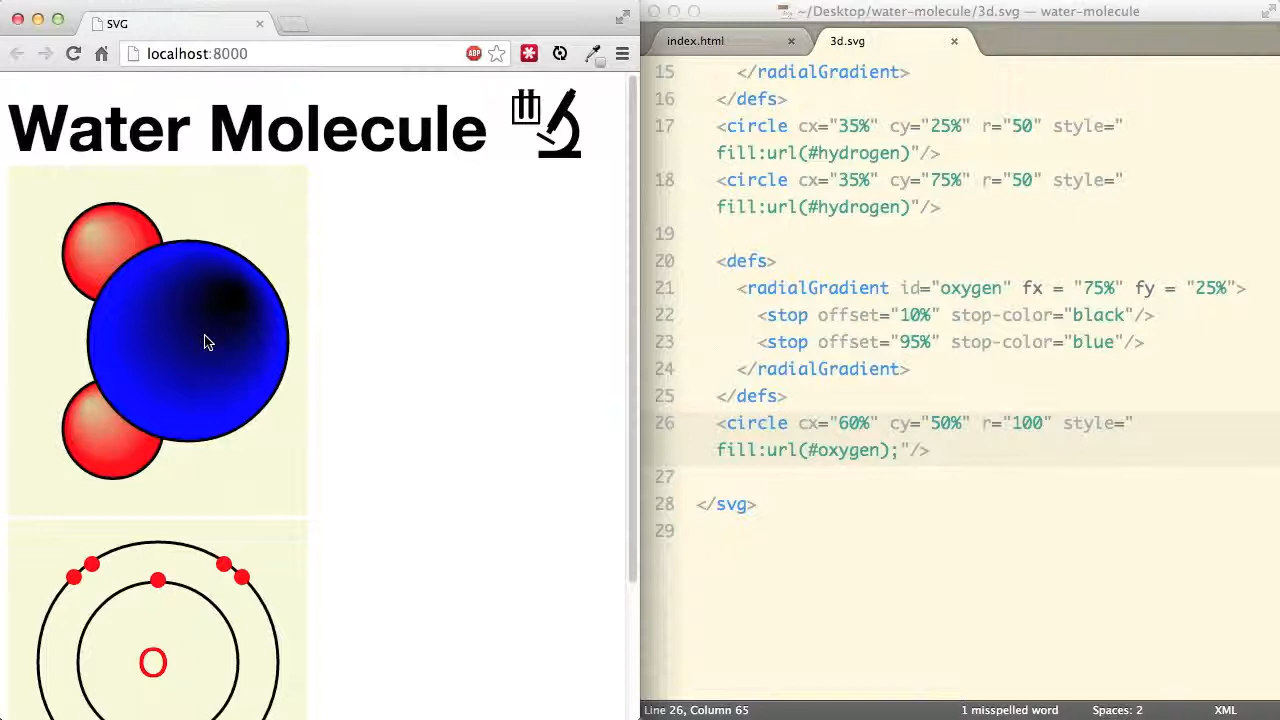 SVG
localhost:8000
ABP
Water Molecule
O
~/Desktop/water-molecule/3d.svg — water-molecule
index.html
3d.svg
15 </radialGradient>
16 </defs>
17 <circle cx="35%" cy="25%" r="50" style="
fill:url(#hydrogen)"/>
18 <circle cx="35%" cy="75%" r="50" style="
fill:url(#hydrogen)"/>
19
20 <defs>
21 <radialGradient id="oxygen" fx = "75%" fy = "25%">
22 <stop offset="10%" stop-color="black"/>
23 <stop offset="95%" stop-color="blue"/>
24 </radialGradient>
25 </defs>
26 <circle cx="60%" cy="50%" r="100" style="
fill:url(#oxygen);"/>
27
28 </svg>
29
Line 26, Column 65
1 misspelled word
Spaces: 2
XML